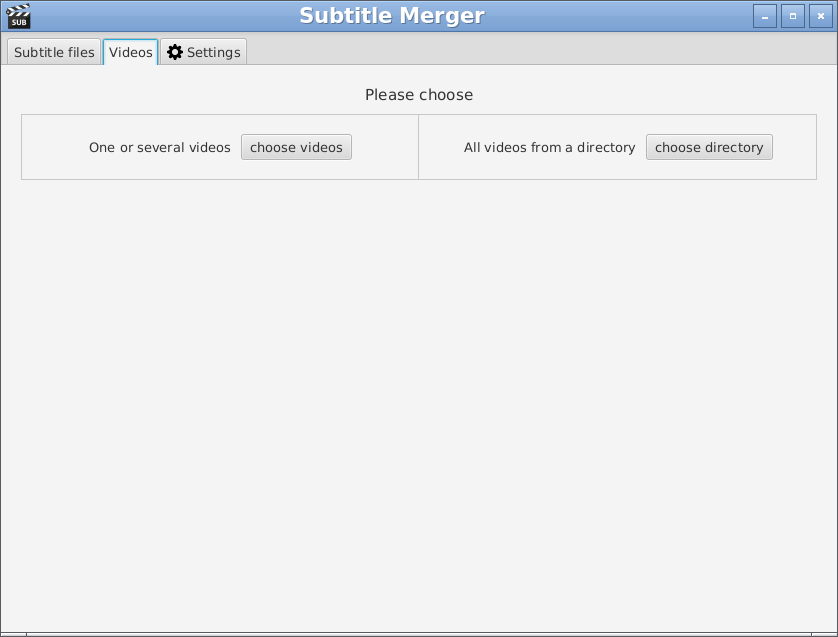 SUB
Subtitle Merger
Subtitle files Videos Settings
Please choose
One or several videos choose videos All videos from a directory choose directory